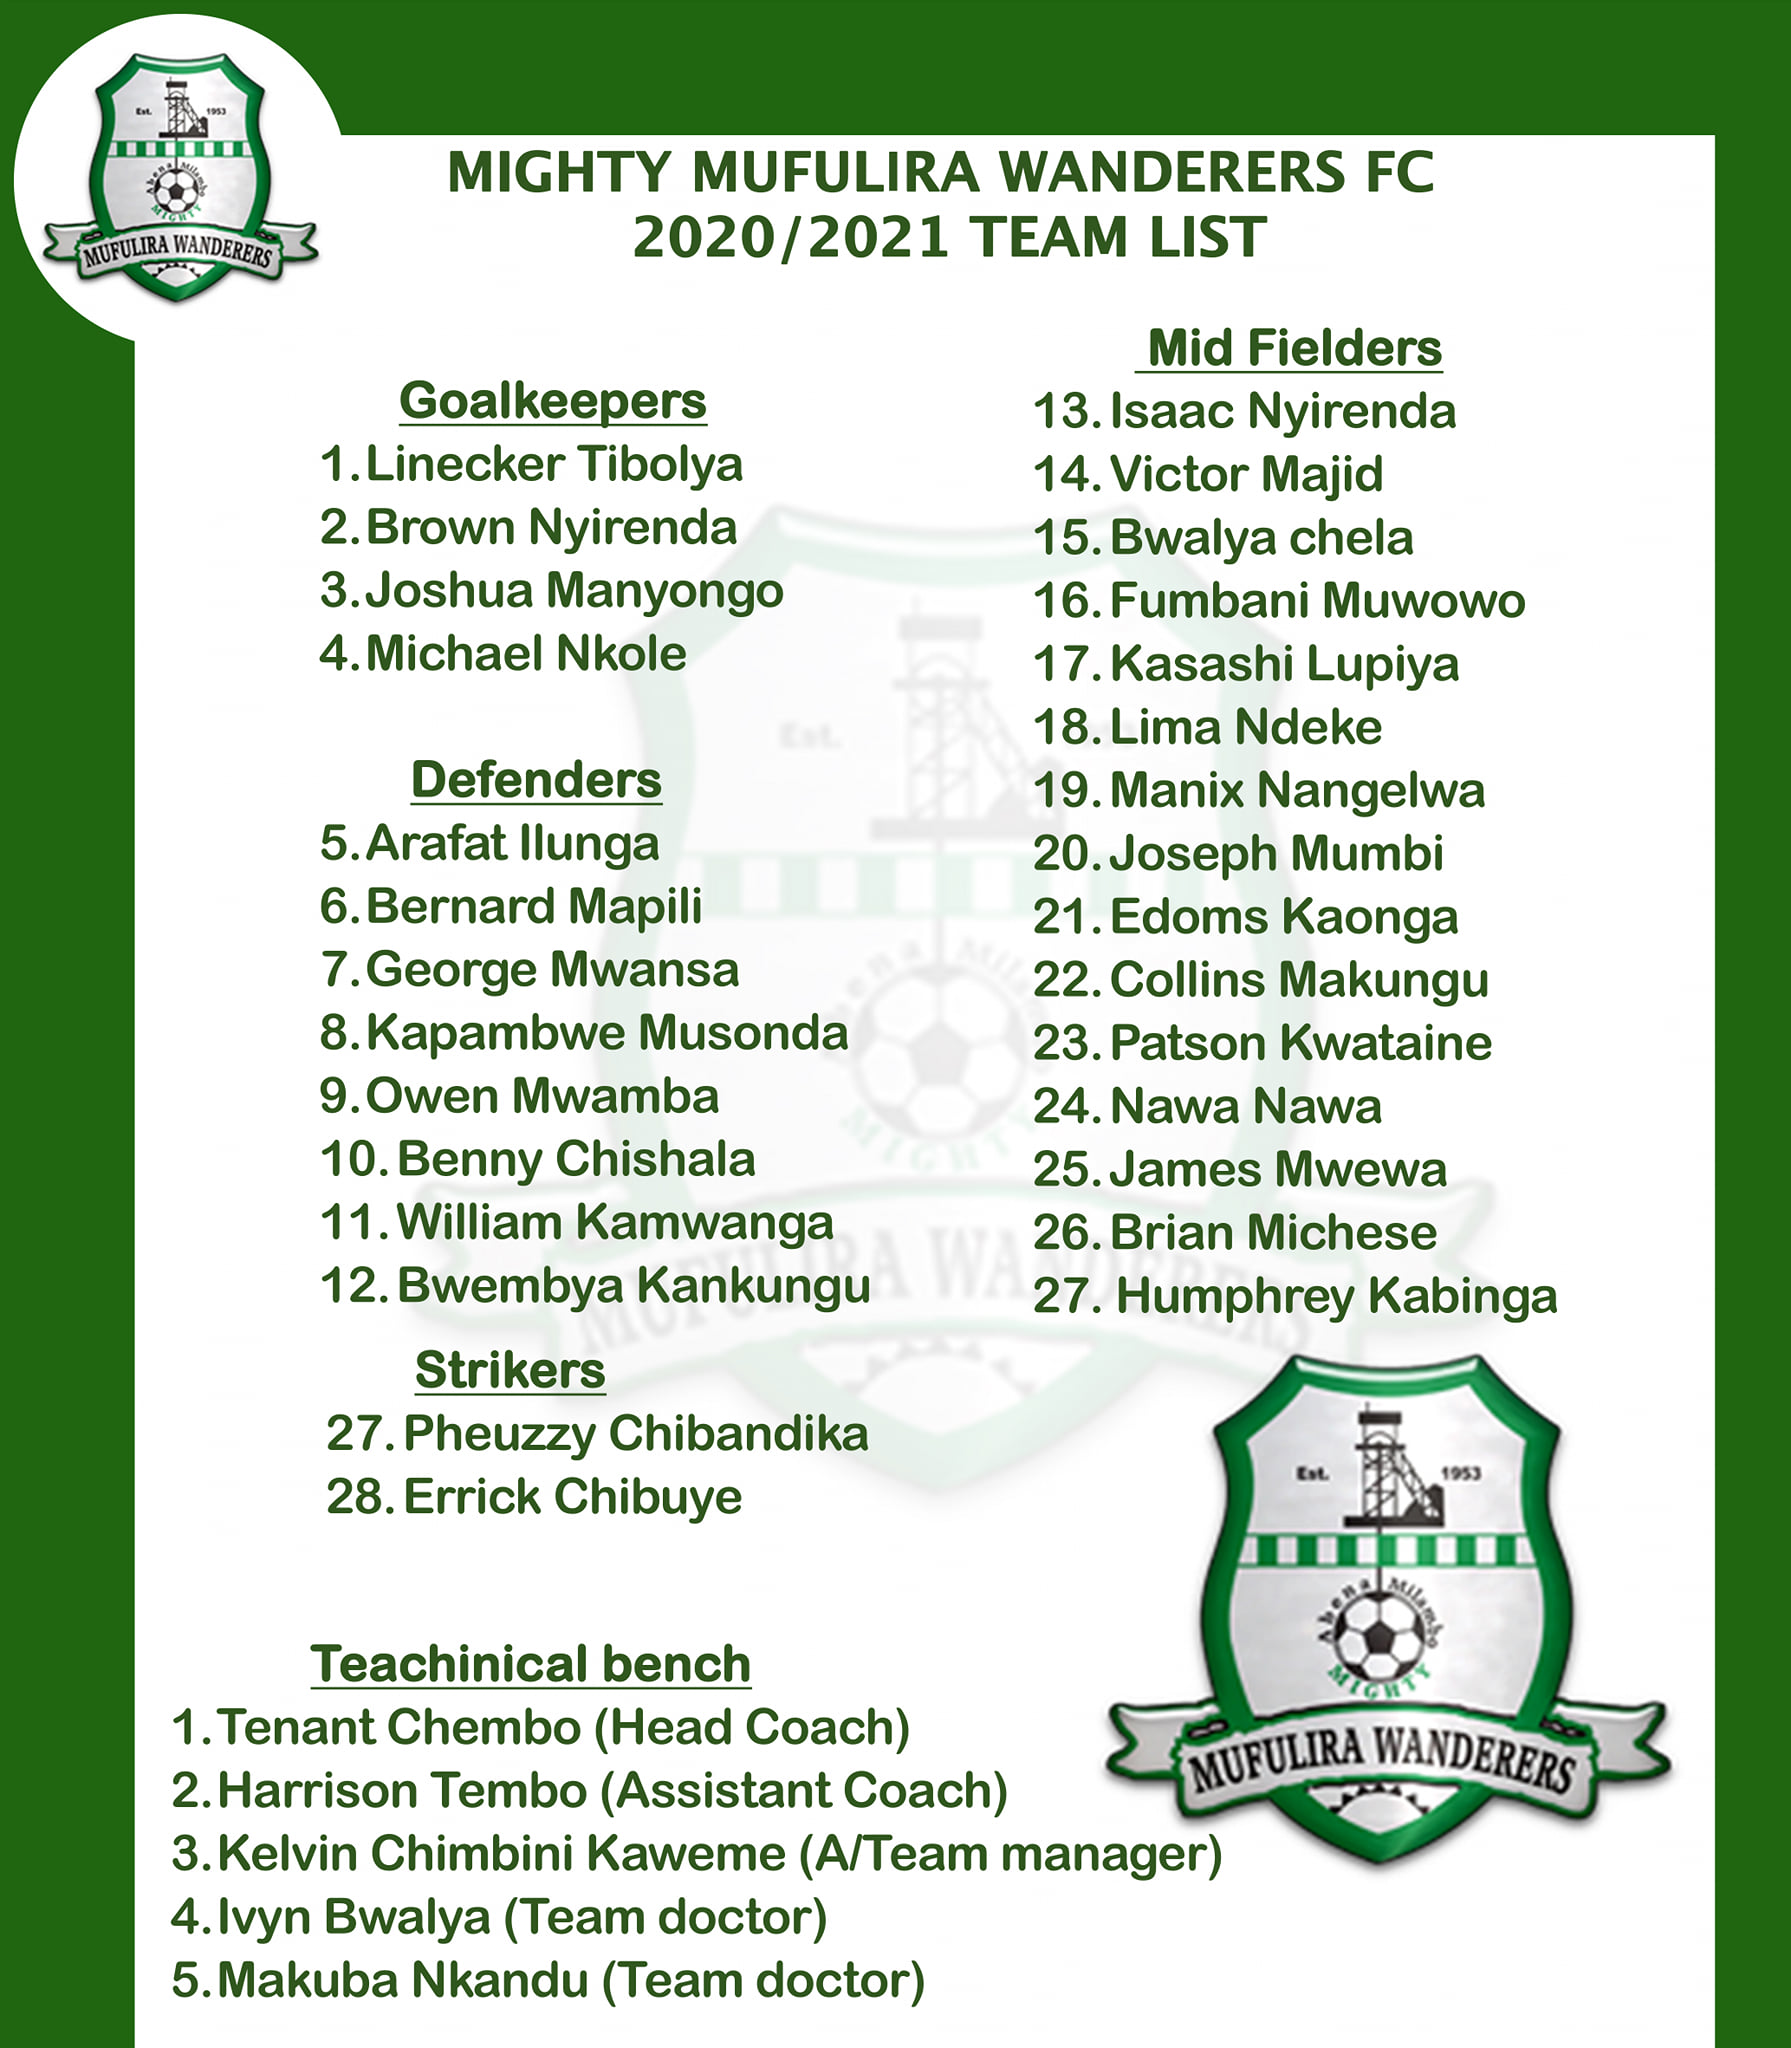 Est. 1953
Abena Milambo
MIGHTY
MUFULIRA WANDERERS
MIGHTY MUFULIRA WANDERERS FC
2020/2021 TEAM LIST
Goalkeepers
1. Linecker Tibolya
2. Brown Nyirenda
3. Joshua Manyongo
4. Michael Nkole
Defenders
5. Arafat Ilunga
6. Bernard Mapili
7. George Mwansa
8. Kapambwe Musonda
9. Owen Mwamba
10. Benny Chishala
11. William Kamwanga
12. Bwembya Kankungu
Strikers
27. Pheuzzy Chibandika
28. Errick Chibuye
Mid Fielders
13. Isaac Nyirenda
14. Victor Majid
15. Bwalya chela
16. Fumbani Muwowo
17. Kasashi Lupiya
18. Lima Ndeke
19. Manix Nangelwa
20. Joseph Mumbi
21. Edoms Kaonga
22. Collins Makungu
23. Patson Kwataine
24. Nawa Nawa
25. James Mwewa
26. Brian Michese
27. Humphrey Kabinga
Est.
Abena Milambo
MIGHTY
MUFULIRA WANDERERS
Teachinical bench
1. Tenant Chembo (Head Coach)
2. Harrison Tembo (Assistant Coach)
3. Kelvin Chimbini Kaweme (A/Team manager)
4. Ivyn Bwalya (Team doctor)
5. Makuba Nkandu (Team doctor)
Est. 1953
Abena Milambo
MIGHTY
MUFULIRA WANDERERS